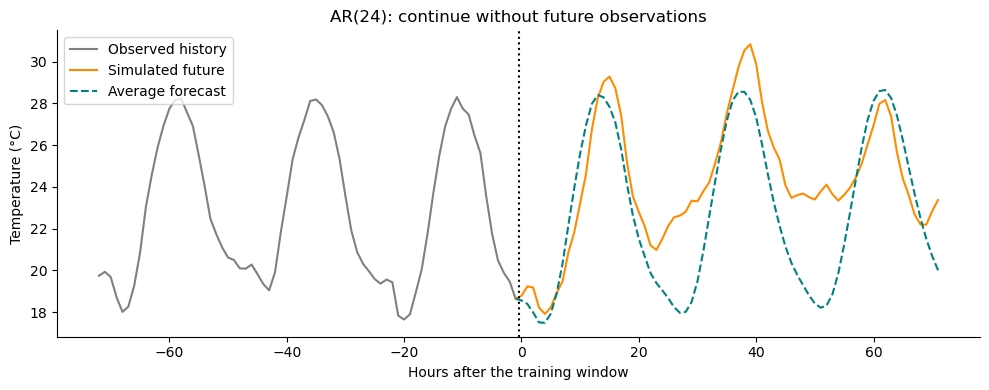 AR(24): continue without future observations
Observed history
Simulated future
Average forecast
Temperature (°C)
30
28
26
24
22
20
18
−60
−40
−20
0
20
40
60
Hours after the training window